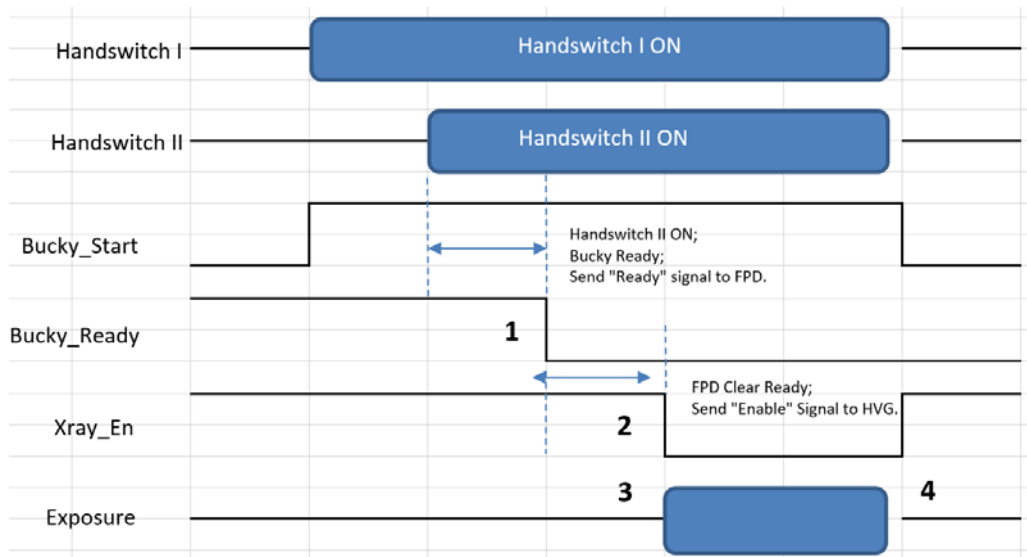 Handswitch I
Handswitch I ON
Handswitch II
Handswitch II ON
Bucky_Start
Handswitch II ON;
Bucky Ready;
Send "Ready" signal to FPD.
Bucky_Ready
1
FPD Clear Ready;
Send "Enable" Signal to HVG.
Xray_En
2
3
4
Exposure